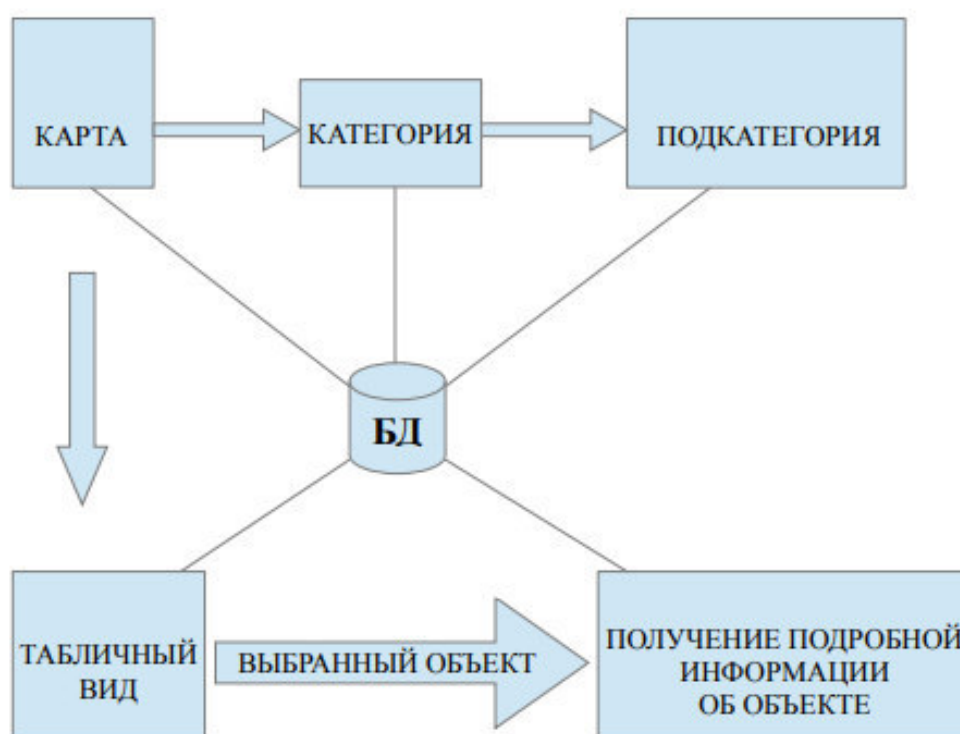 КАРТА
КАТЕГОРИЯ
ПОДКАТЕГОРИЯ
БД
ТАБЛИЧНЫЙ
ВИД
ВЫБРАННЫЙ ОБЪЕКТ
ПОЛУЧЕНИЕ ПОДРОБНОЙ
ИНФОРМАЦИИ
ОБ ОБЪЕКТЕ